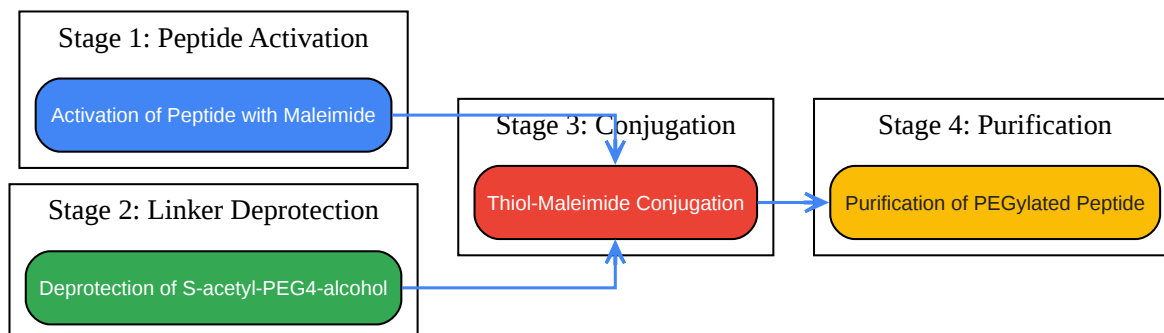 Stage 1: Peptide Activation
Activation of Peptide with Maleimide
Stage 2: Linker Deprotection
Deprotection of S-acetyl-PEG4-alcohol
Stage 3: Conjugation
Thiol-Maleimide Conjugation
Stage 4: Purification
Purification of PEGylated Peptide